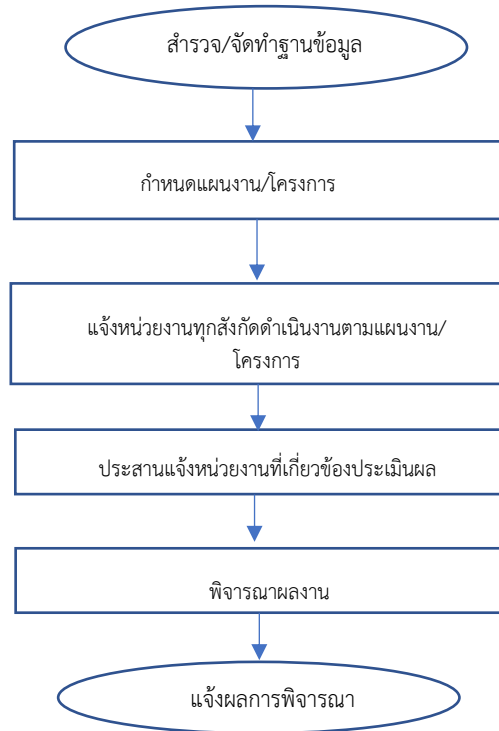 สำรวจ/จัดทำฐานข้อมูล
กำหนดแผนงาน/โครงการ
แจ้งหน่วยงานทุกสังกัดดำเนินงานตามแผนงาน/
โครงการ
ประสานแจ้งหน่วยงานที่เกี่ยวข้องประเมินผล
พิจารณาผลงาน
แจ้งผลการพิจารณา